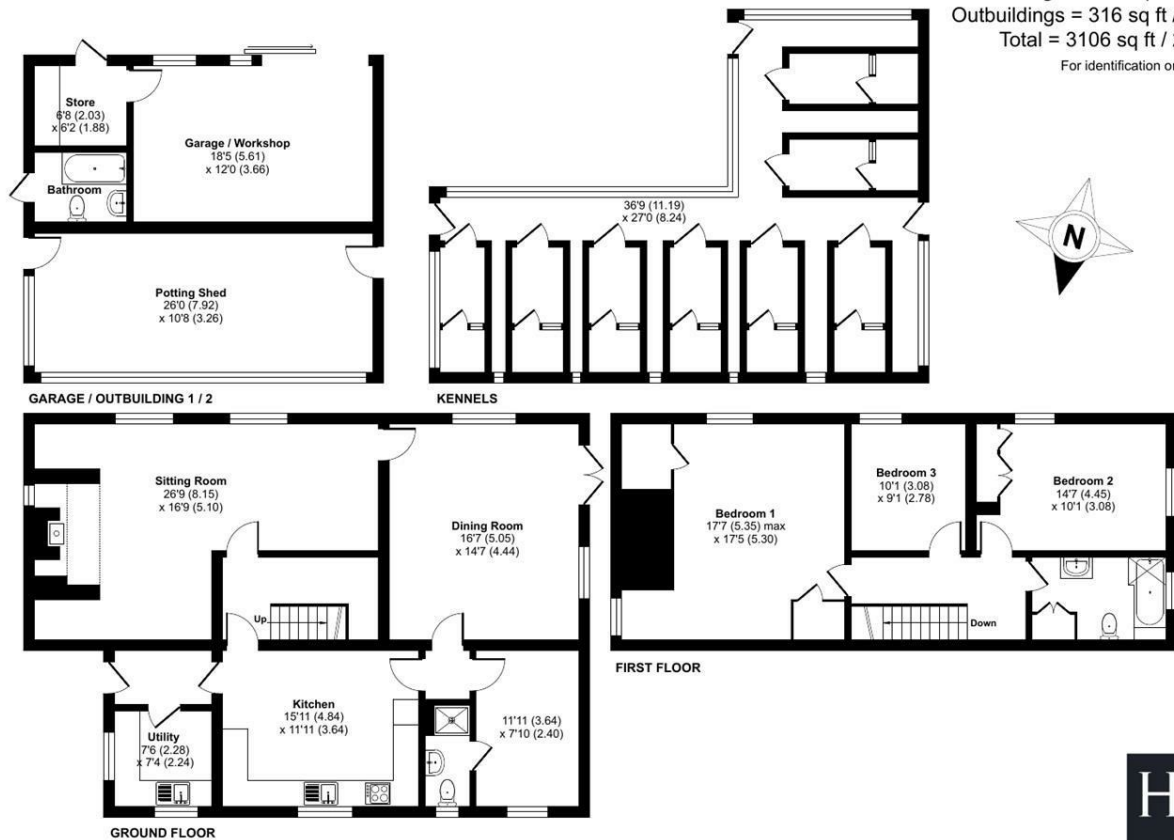 Outbuildings = 316 sq ft /
Total = 3106 sq ft /
For identification
Store
6'8 (2.03)
x 6'2 (1.88)
Garage / Workshop
18'5 (5.61)
x 12'0 (3.66)
Bathroom
Potting Shed
26'0 (7.92)
x 10'8 (3.26)
GARAGE / OUTBUILDING 1 / 2
36'9 (11.19)
x 27'0 (8.24)
KENNELS
N
Sitting Room
26'9 (8.15)
x 16'9 (5.10)
Dining Room
16'7 (5.05)
x 14'7 (4.44)
Up
Kitchen
15'11 (4.84)
x 11'11 (3.64)
Utility
7'6 (2.28)
x 7'4 (2.24)
11'11 (3.64)
x 7'10 (2.40)
GROUND FLOOR
Bedroom 1
17'7 (5.35) max
x 17'5 (5.30)
Bedroom 3
10'1 (3.08)
x 9'1 (2.78)
Bedroom 2
14'7 (4.45)
x 10'1 (3.08)
Down
FIRST FLOOR
H